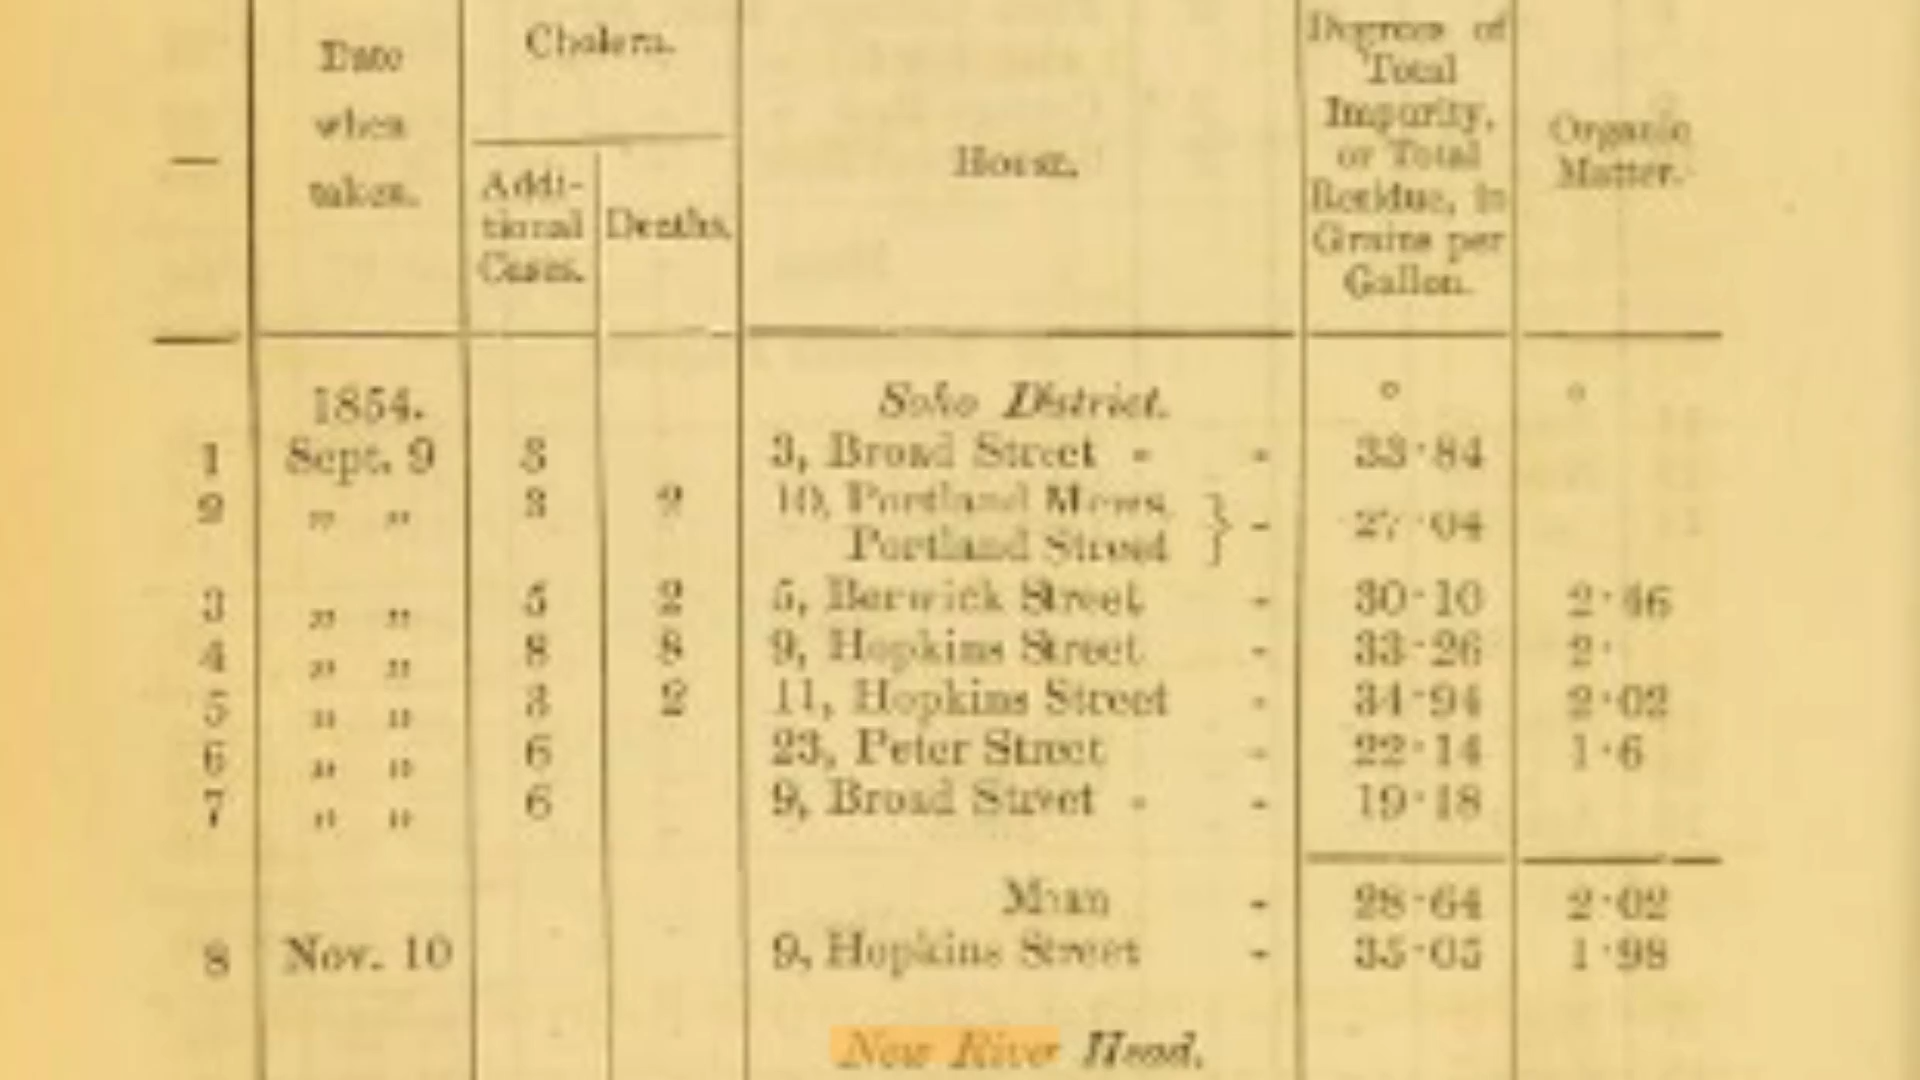 Date when taken. | Cholera. | House. | Degrees of Total Impurity, or Total Residue, in Grains per Gallon. | Organic Matter.
Additional Cases. | Deaths.
1854. Soho District. ° °
1 Sept. 9 3 3, Broad Street - - 33·84
2 „ „ 3 2 10, Portland Mews, Portland Street } - 27·04
3 „ „ 5 2 5, Berwick Street - 30·10 2·46
4 „ „ 8 8 9, Hopkins Street - 33·26 2·
5 „ „ 3 2 11, Hopkins Street - 34·94 2·02
6 „ „ 6 23, Peter Street - 22·14 1·6
7 „ „ 6 9, Broad Street - - 19·18
Mean - 28·64 2·02
8 Nov. 10 9, Hopkins Street - 35·05 1·98
New River Head.